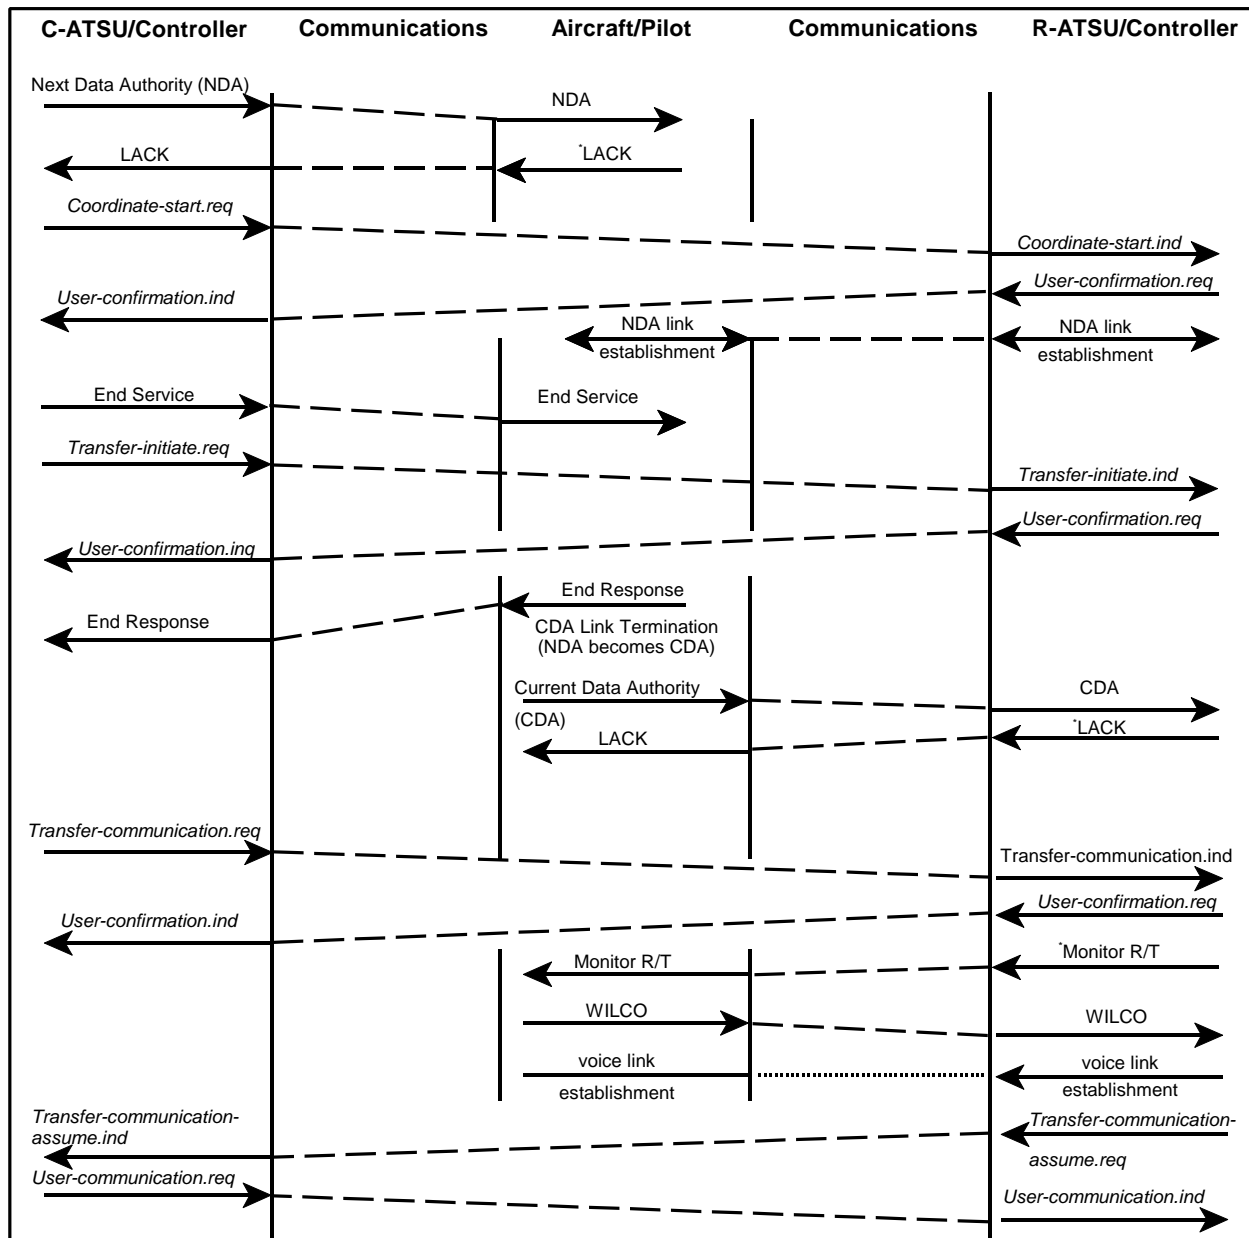 C-ATSU/Controller Communications Aircraft/Pilot Communications R-ATSU/Controller
Next Data Authority (NDA)
NDA
LACK
*LACK
Coordinate-start.req
Coordinate-start.ind
User-confirmation.req
User-confirmation.ind
NDA link
establishment
NDA link
establishment
End Service
End Service
Transfer-initiate.req
Transfer-initiate.ind
User-confirmation.req
User-confirmation.inq
End Response
End Response
CDA Link Termination
(NDA becomes CDA)
Current Data Authority
(CDA)
CDA
*LACK
LACK
Transfer-communication.req
Transfer-communication.ind
User-confirmation.req
User-confirmation.ind
*Monitor R/T
Monitor R/T
WILCO
WILCO
voice link
establishment
voice link
establishment
Transfer-communication-
assume.ind
Transfer-communication-
assume.req
User-communication.req
User-communication.ind